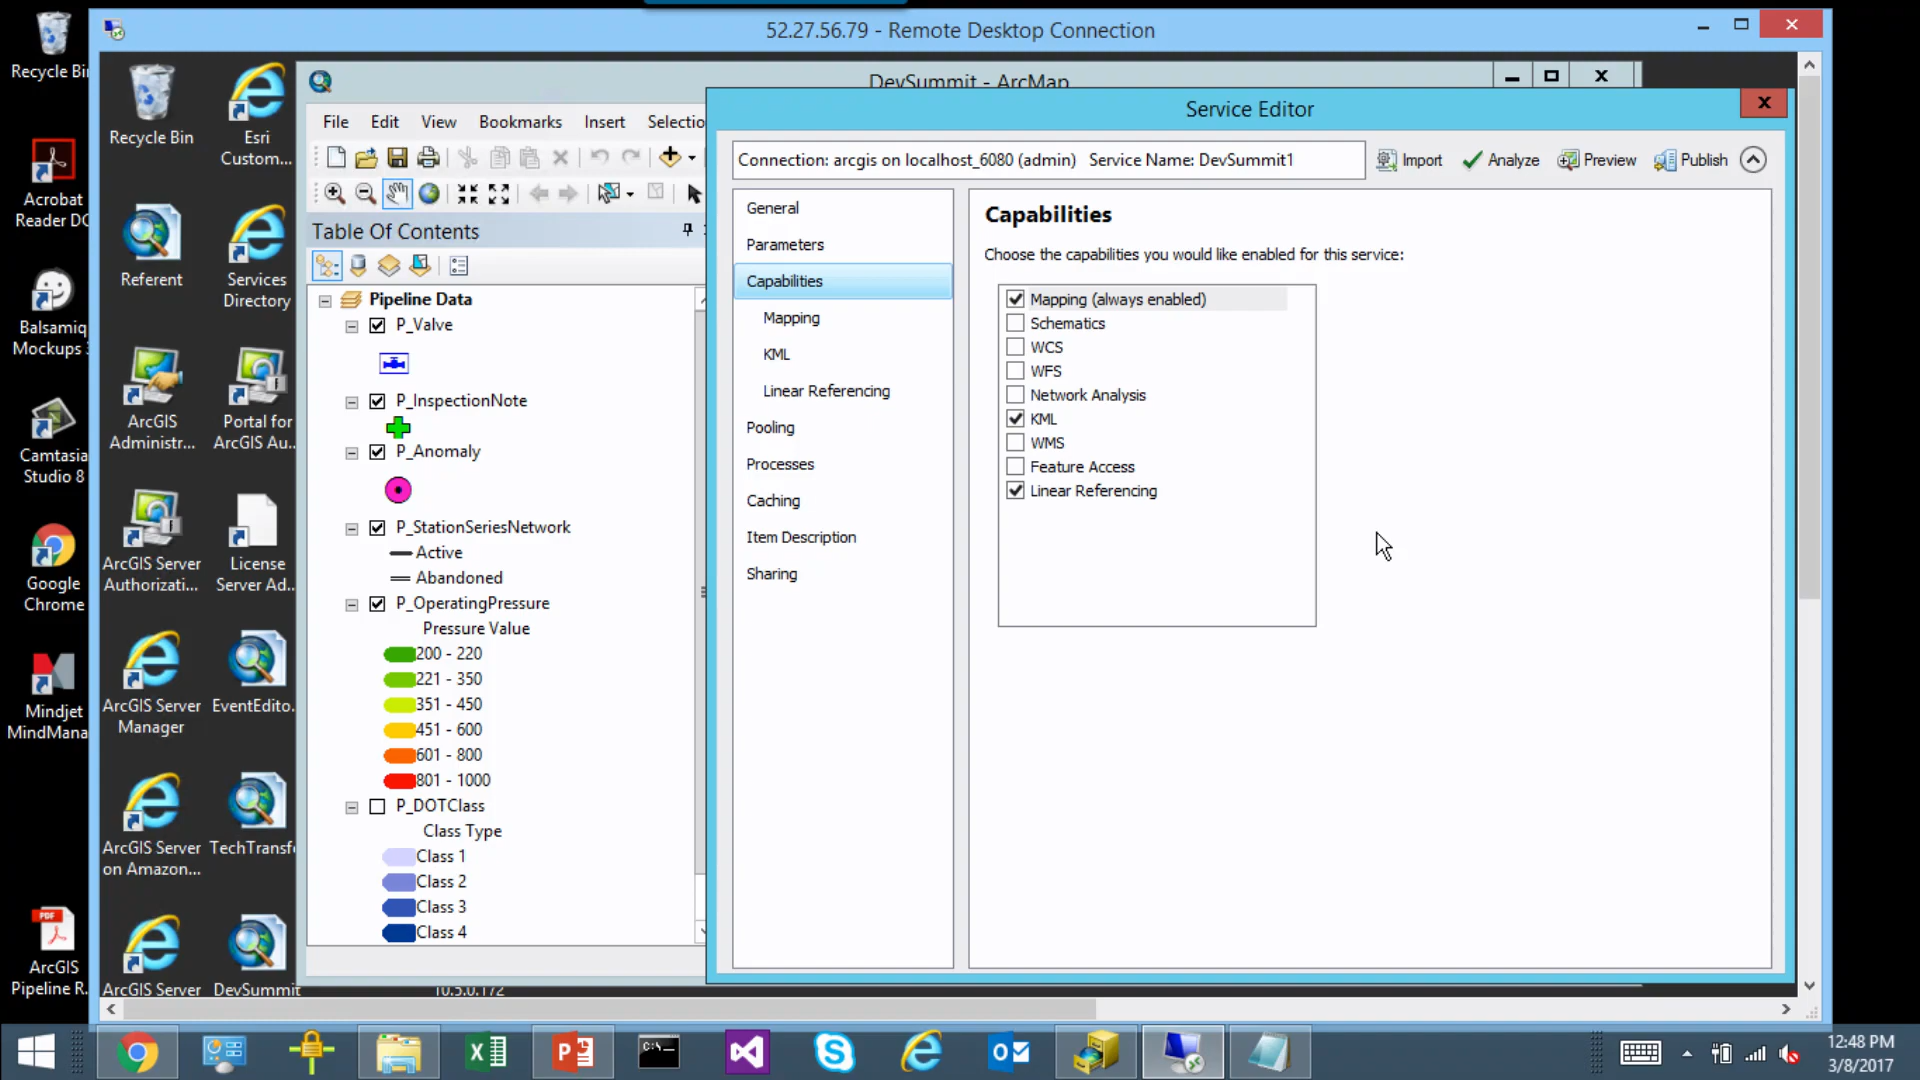 52.27.56.79 - Remote Desktop Connection
Recycle Bin
Acrobat
Reader DC
Balsamiq
Mockups 3
Camtasia
Studio 8
Google
Chrome
Mindjet
MindMana
ArcGIS
Pipeline R...
Recycle Bin
Esri
Custom...
Referent
Services
Directory
ArcGIS
Administr...
Portal for
ArcGIS Au...
ArcGIS Server
Authorizati...
License
Server Ad...
ArcGIS Server
Manager
EventEdito...
ArcGIS Server
on Amazon...
TechTransf
ArcGIS Server
DevSummit
DevSummit - ArcMap
File Edit View Bookmarks Insert Selectio
Table Of Contents
Pipeline Data
P_Valve
P_InspectionNote
P_Anomaly
P_StationSeriesNetwork
Active
Abandoned
P_OperatingPressure
Pressure Value
200 - 220
221 - 350
351 - 450
451 - 600
601 - 800
801 - 1000
P_DOTClass
Class Type
Class 1
Class 2
Class 3
Class 4
10.5.0.172
Service Editor
Connection: arcgis on localhost_6080 (admin) Service Name: DevSummit1
Import Analyze Preview Publish
General
Parameters
Capabilities
Mapping
KML
Linear Referencing
Pooling
Processes
Caching
Item Description
Sharing
Capabilities
Choose the capabilities you would like enabled for this service:
Mapping (always enabled)
Schematics
WCS
WFS
Network Analysis
KML
WMS
Feature Access
Linear Referencing
12:48 PM
3/8/2017